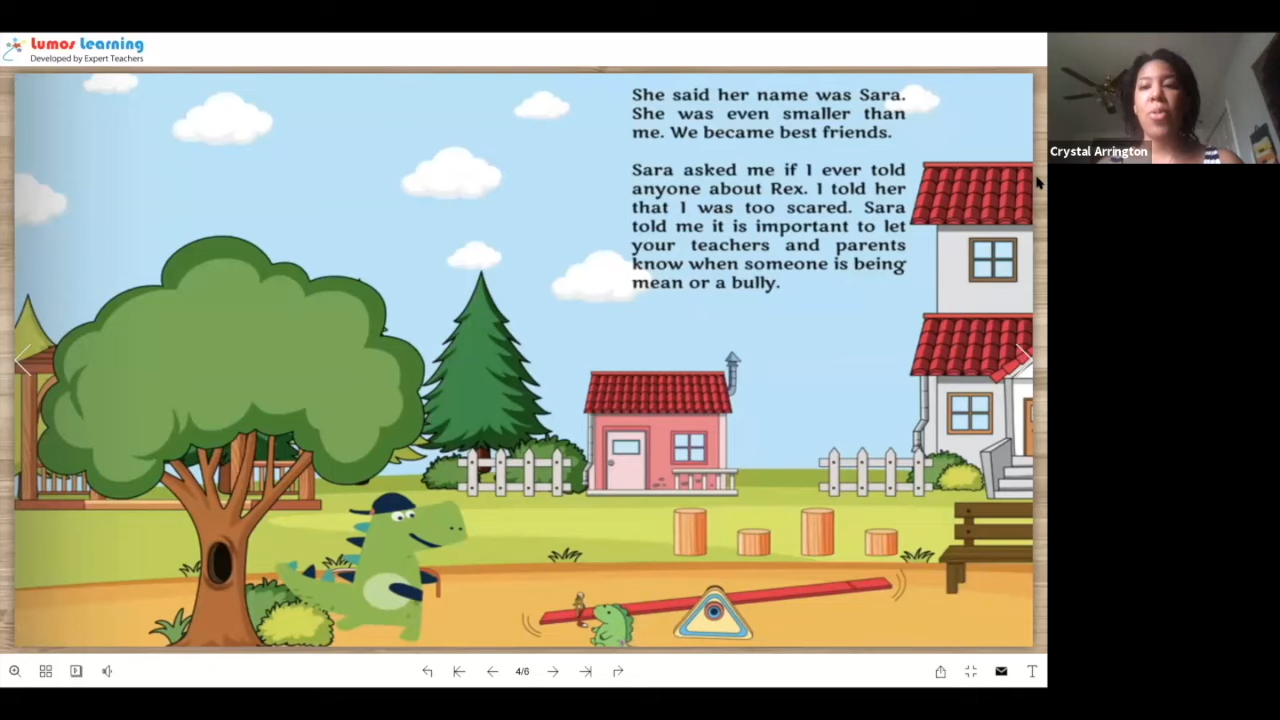 Lumos Learning
Developed by Expert Teachers
She said her name was Sara.
She was even smaller than
me. We became best friends.
Sara asked me if I ever told
anyone about Rex. I told her
that I was too scared. Sara
told me it is important to let
your teachers and parents
know when someone is being
mean or a bully.
Crystal Arrington
4/6